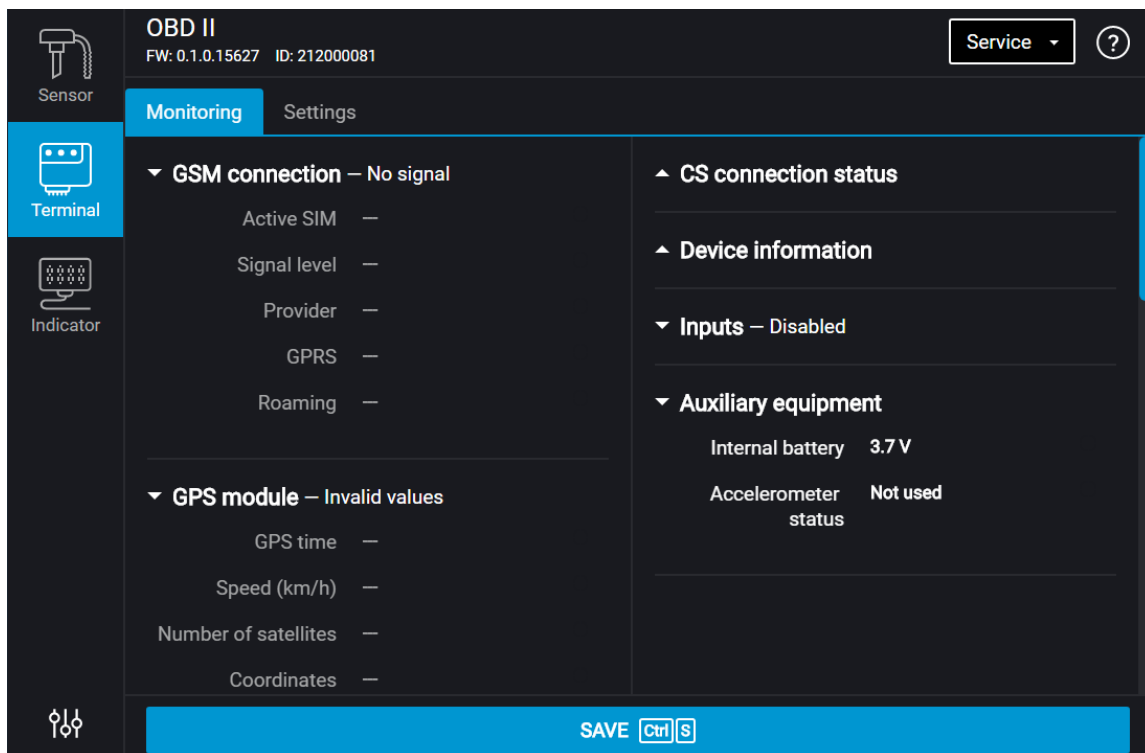 OBD II
FW: 0.1.0.15627 ID: 212000081
Service
?
Sensor
Terminal
Indicator
Monitoring
Settings
GSM connection – No signal
Active SIM —
Signal level —
Provider —
GPRS —
Roaming —
GPS module – Invalid values
GPS time —
Speed (km/h) —
Number of satellites —
Coordinates —
CS connection status
Device information
Inputs – Disabled
Auxiliary equipment
Internal battery 3.7 V
Accelerometer Not used
status
SAVE Ctrl S